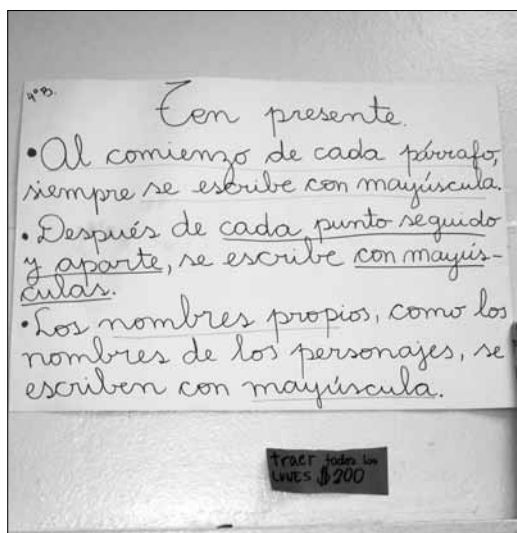 4°B.
Ten presente.
• Al comienzo de cada párrafo,
siempre se escribe con mayúscula.
• Después de cada punto seguido
y aparte, se escribe con mayús-
culas.
• Los nombres propios, como los
nombres de los personajes, se
escriben con mayúscula.
traer todos los
LUNES $200